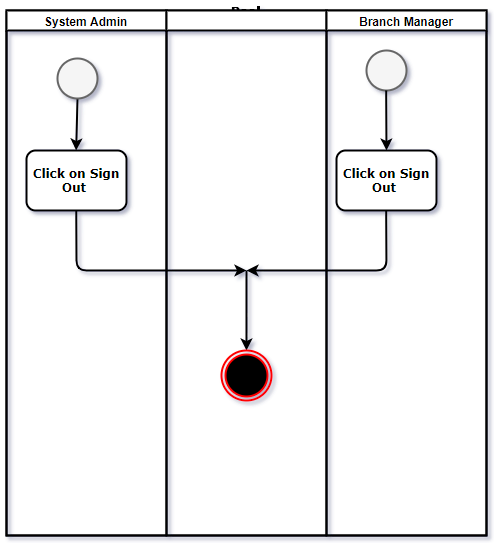 System Admin
Branch Manager
Click on Sign
Out
Click on Sign
Out